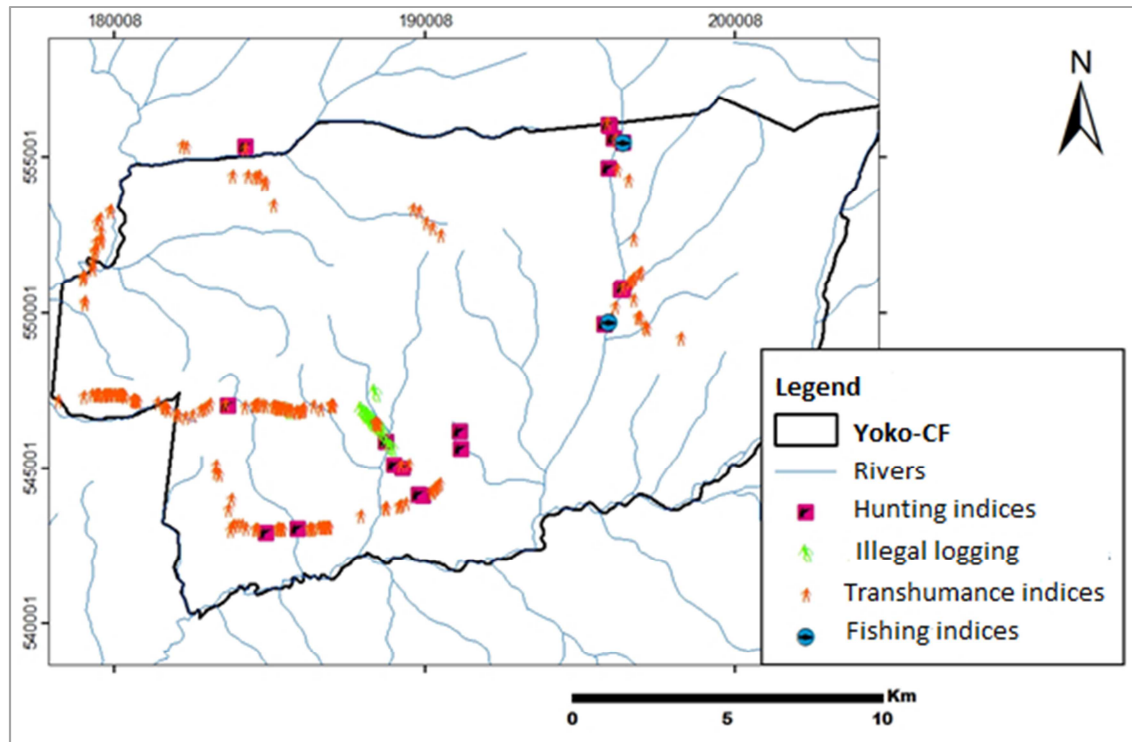 180008 190008 200008
555001
550001
545001
540001
N
Legend
Yoko-CF
Rivers
Hunting indices
Illegal logging
Transhumance indices
Fishing indices
Km
0 5 10